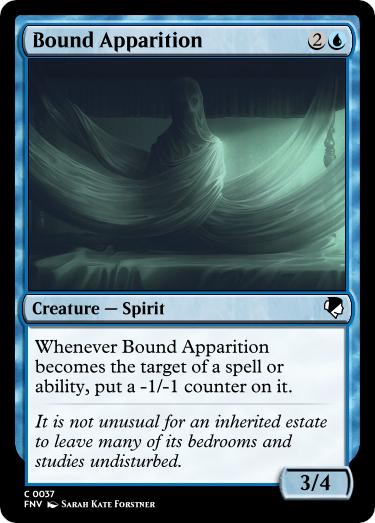 Bound Apparition 2
Creature — Spirit
Whenever Bound Apparition
becomes the target of a spell or
ability, put a -1/-1 counter on it.
It is not unusual for an inherited estate
to leave many of its bedrooms and
studies undisturbed.
3/4
C 0037
FNV Sarah Kate Forstner